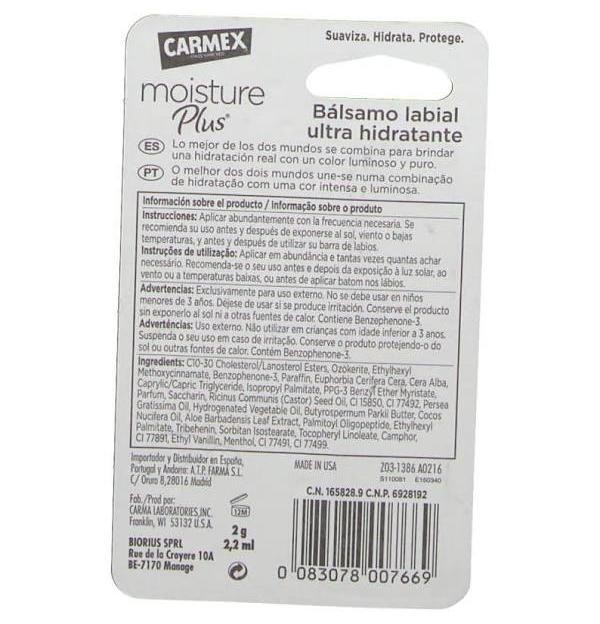 CARMEX
Suaviza. Hidrata. Protege.
moisture
Plus®
Bálsamo labial
ultra hidratante
ES Lo mejor de los dos mundos se combina para brindar
una hidratación real con un color luminoso y puro.
PT O melhor dos dois mundos une-se numa combinação
de hidratação com uma cor intensa e luminosa.
Información sobre el producto / Informação sobre o produto
Instrucciones: Aplicar abundantemente con la frecuencia necesaria. Se
recomienda su uso antes y después de exponerse al sol, viento o bajas
temperaturas, y antes y después de utilizar su barra de labios.
Instruções de utilização: Aplicar em abundância e tantas vezes quantas achar
necessário. Recomenda-se o seu uso antes e depois da exposição à luz solar, ao
vento ou a temperaturas baixas, ou antes de aplicar batom nos lábios.
Advertencias: Exclusivamente para uso externo. No se debe usar en niños
menores de 3 años. Déjese de usar si se produce irritación. Conserve el producto
sin exponerlo al sol ni a otras fuentes de calor. Contiene Benzophenone-3.
Advertências: Uso externo. Não utilizar em crianças com idade inferior a 3 anos.
Suspenda o seu uso em caso de irritação. Conserve o produto protejendo-o do
sol ou outras fontes de calor. Contém Benzophenone-3.
Ingredients: C10-30 Cholesterol/Lanosterol Esters, Ozokerite, Ethylhexyl
Methoxycinnamate, Benzophenone-3, Paraffin, Euphorbia Cerifera Cera, Cera Alba,
Caprylic/Capric Triglyceride, Isopropyl Palmitate, PPG-3 Benzyl Ether Myristate,
Parfum, Saccharin, Ricinus Communis (Castor) Seed Oil, CI 15850, CI 77492, Persea
Gratissima Oil, Hydrogenated Vegetable Oil, Butyrospermum Parkii Butter, Cocos
Nucifera Oil, Aloe Barbadensis Leaf Extract, Palmitoyl Oligopeptide, Ethylhexyl
Palmitate, Tribehenin, Sorbitan Isostearate, Tocopheryl Linoleate, Camphor,
CI 77891, Ethyl Vanillin, Menthol, CI 77491, CI 77499.
Importador y Distribuidor en España,
Portugal y Andorra: A.T.P. FARMA S.L.
C/ Oruro 8,28016 Madrid
MADE IN USA
Z03-1386 A0216
S110081 E160340
C.N. 165828.9 C.N.P. 6928192
Fab./Prod por:
CARMA LABORATORIES,INC.
Franklin, WI 53132 U.S.A.
12M
2 g
2,2 ml
BIORIUS SPRL
Rue de la Croyere 10A
BE-7170 Manage
0 083078 007669